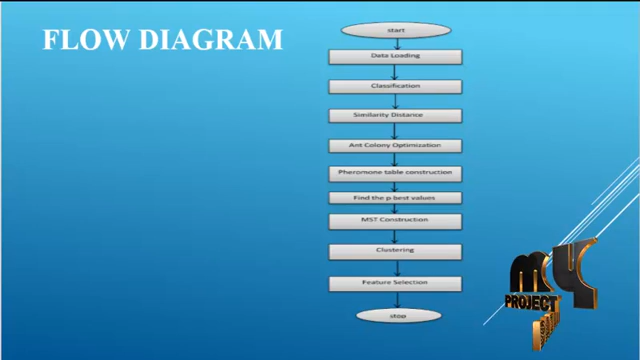 FLOW DIAGRAM
start
Data Loading
Classification
Similarity Distance
Ant Colony Optimization
Pheromone table construction
Find the p best values
MST Construction
Clustering
Feature Selection
stop
my
PROJECT